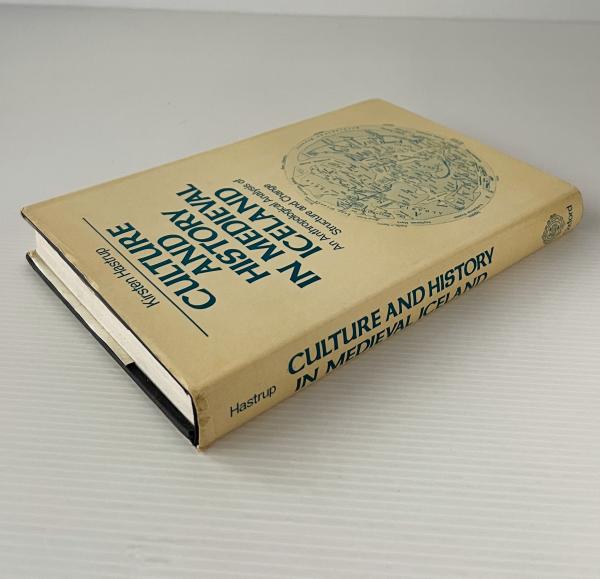 Kirsten Hastrup
CULTURE
AND
HISTORY
IN MEDIEVAL
ICELAND
An Anthropological Analysis of
Structure and Change
Hastrup
CULTURE AND HISTORY
IN MEDIEVAL ICELAND